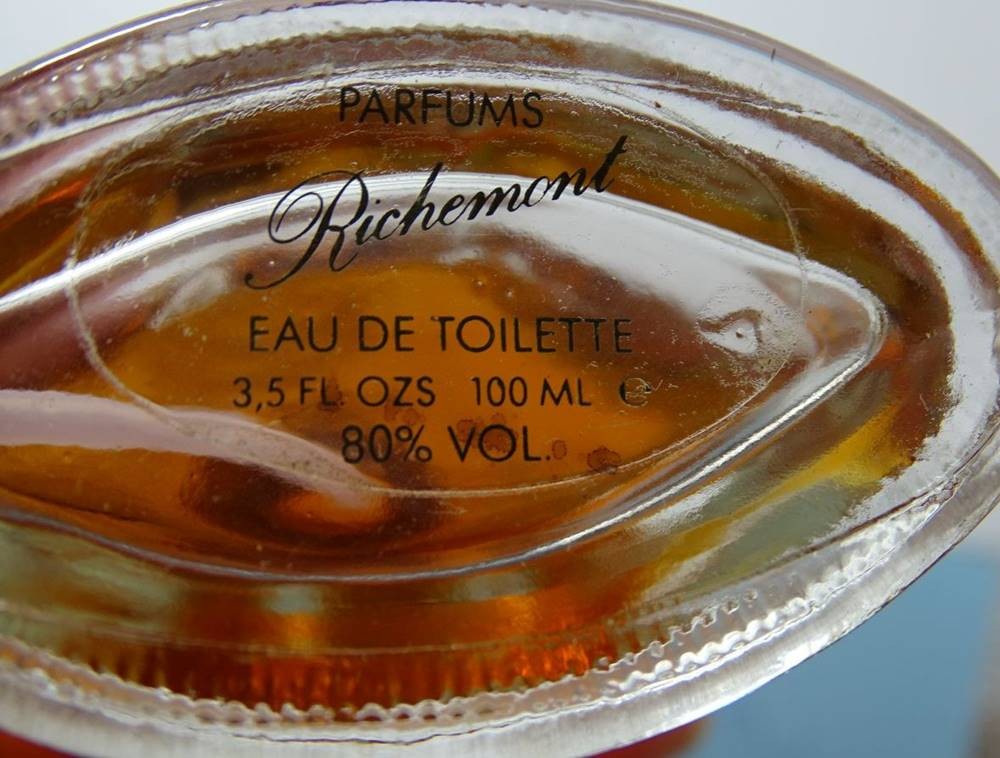 PARFUMS
Richemont
EAU DE TOILETTE
3,5 FL. OZS 100 ML ℮
80% VOL.